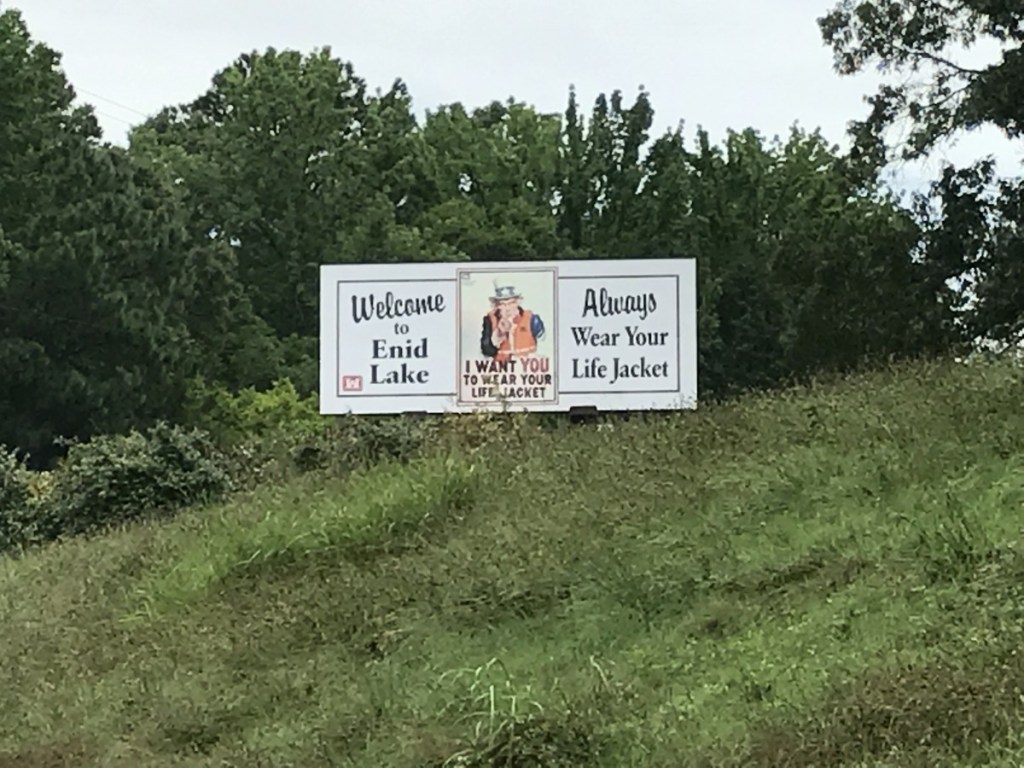 Welcome
to
Enid
Lake
I WANT YOU
TO WEAR YOUR
LIFE JACKET
Always
Wear Your
Life Jacket